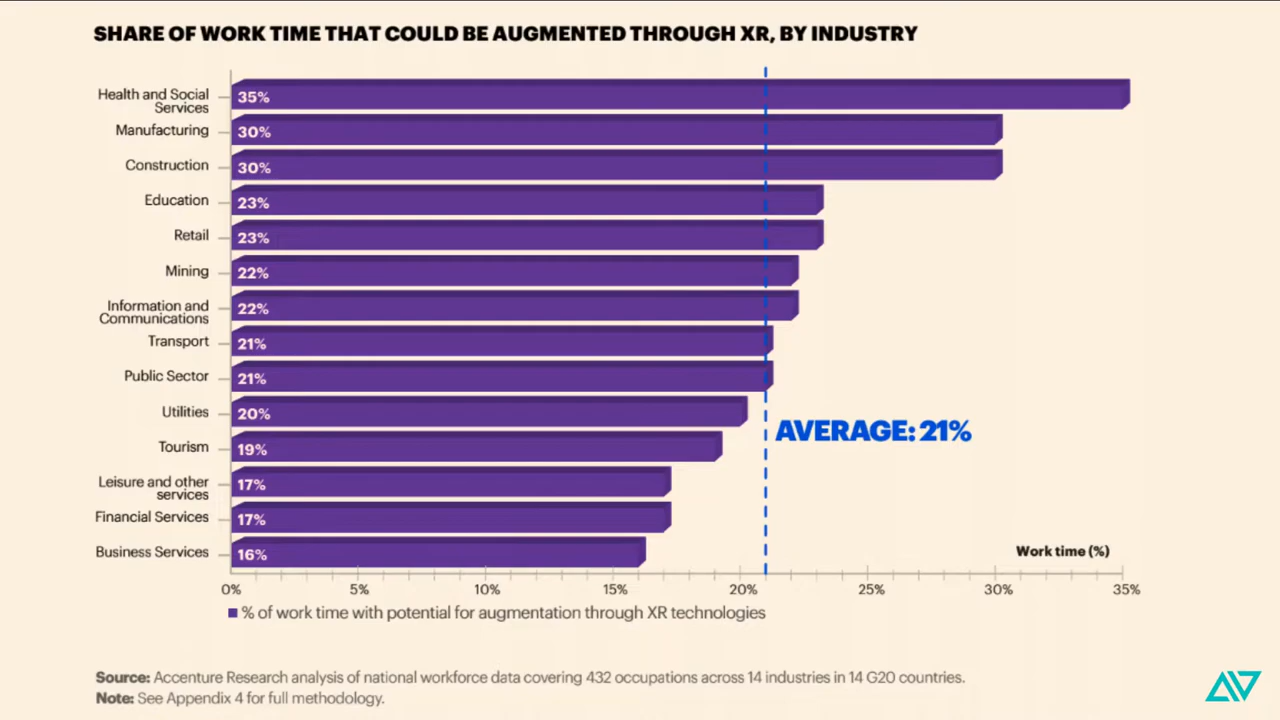 SHARE OF WORK TIME THAT COULD BE AUGMENTED THROUGH XR, BY INDUSTRY
Health and Social
Services
35%
Manufacturing
30%
Construction
30%
Education
23%
Retail
23%
Mining
22%
Information and
Communications
22%
Transport
21%
Public Sector
21%
Utilities
20%
AVERAGE: 21%
Tourism
19%
Leisure and other
services
17%
Financial Services
17%
Business Services
16%
Work time (%)
0% 5% 10% 15% 20% 25% 30% 35%
% of work time with potential for augmentation through XR technologies
Source: Accenture Research analysis of national workforce data covering 432 occupations across 14 industries in 14 G20 countries.
Note: See Appendix 4 for full methodology.